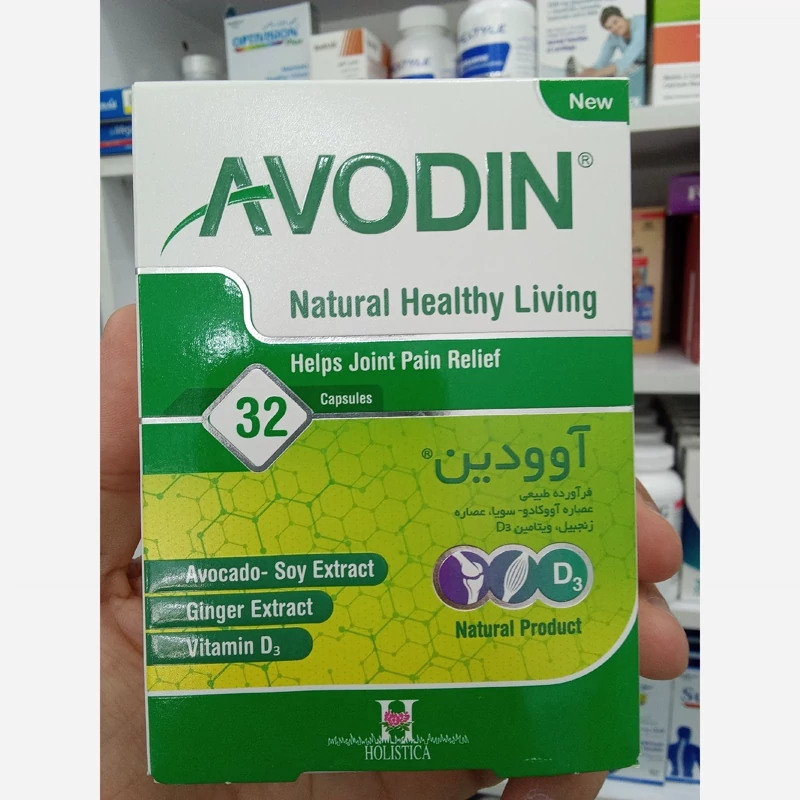 New
AVODIN®
Natural Healthy Living
Helps Joint Pain Relief
32
Capsules
آوودین®
فرآورده طبیعی
عصاره آووکادو- سویا، عصاره
زنجبیل، ویتامین D3
Avocado- Soy Extract
Ginger Extract
Vitamin D₃
D₃
Natural Product
H
HOLISTICA